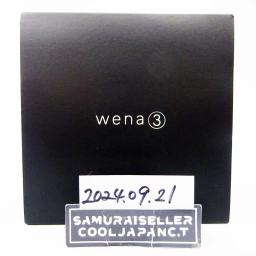 wena3
2024.09.21
SAMURAISELLER
COOLJAPANC.T